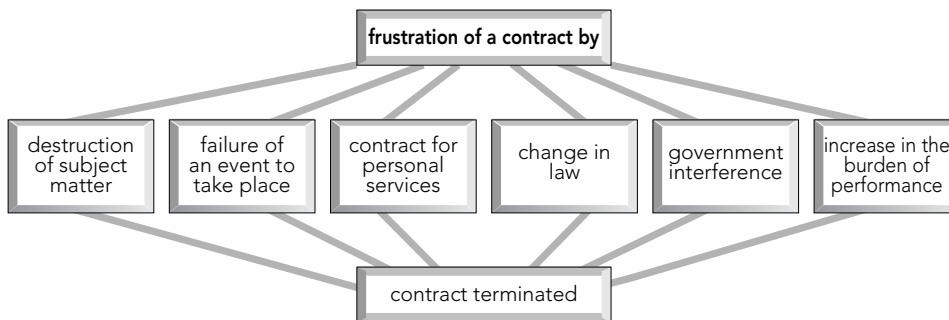 frustration of a contract by
destruction
of subject
matter
failure of
an event to
take place
contract for
personal
services
change in
law
government
interference
increase in the
burden of
performance
contract terminated